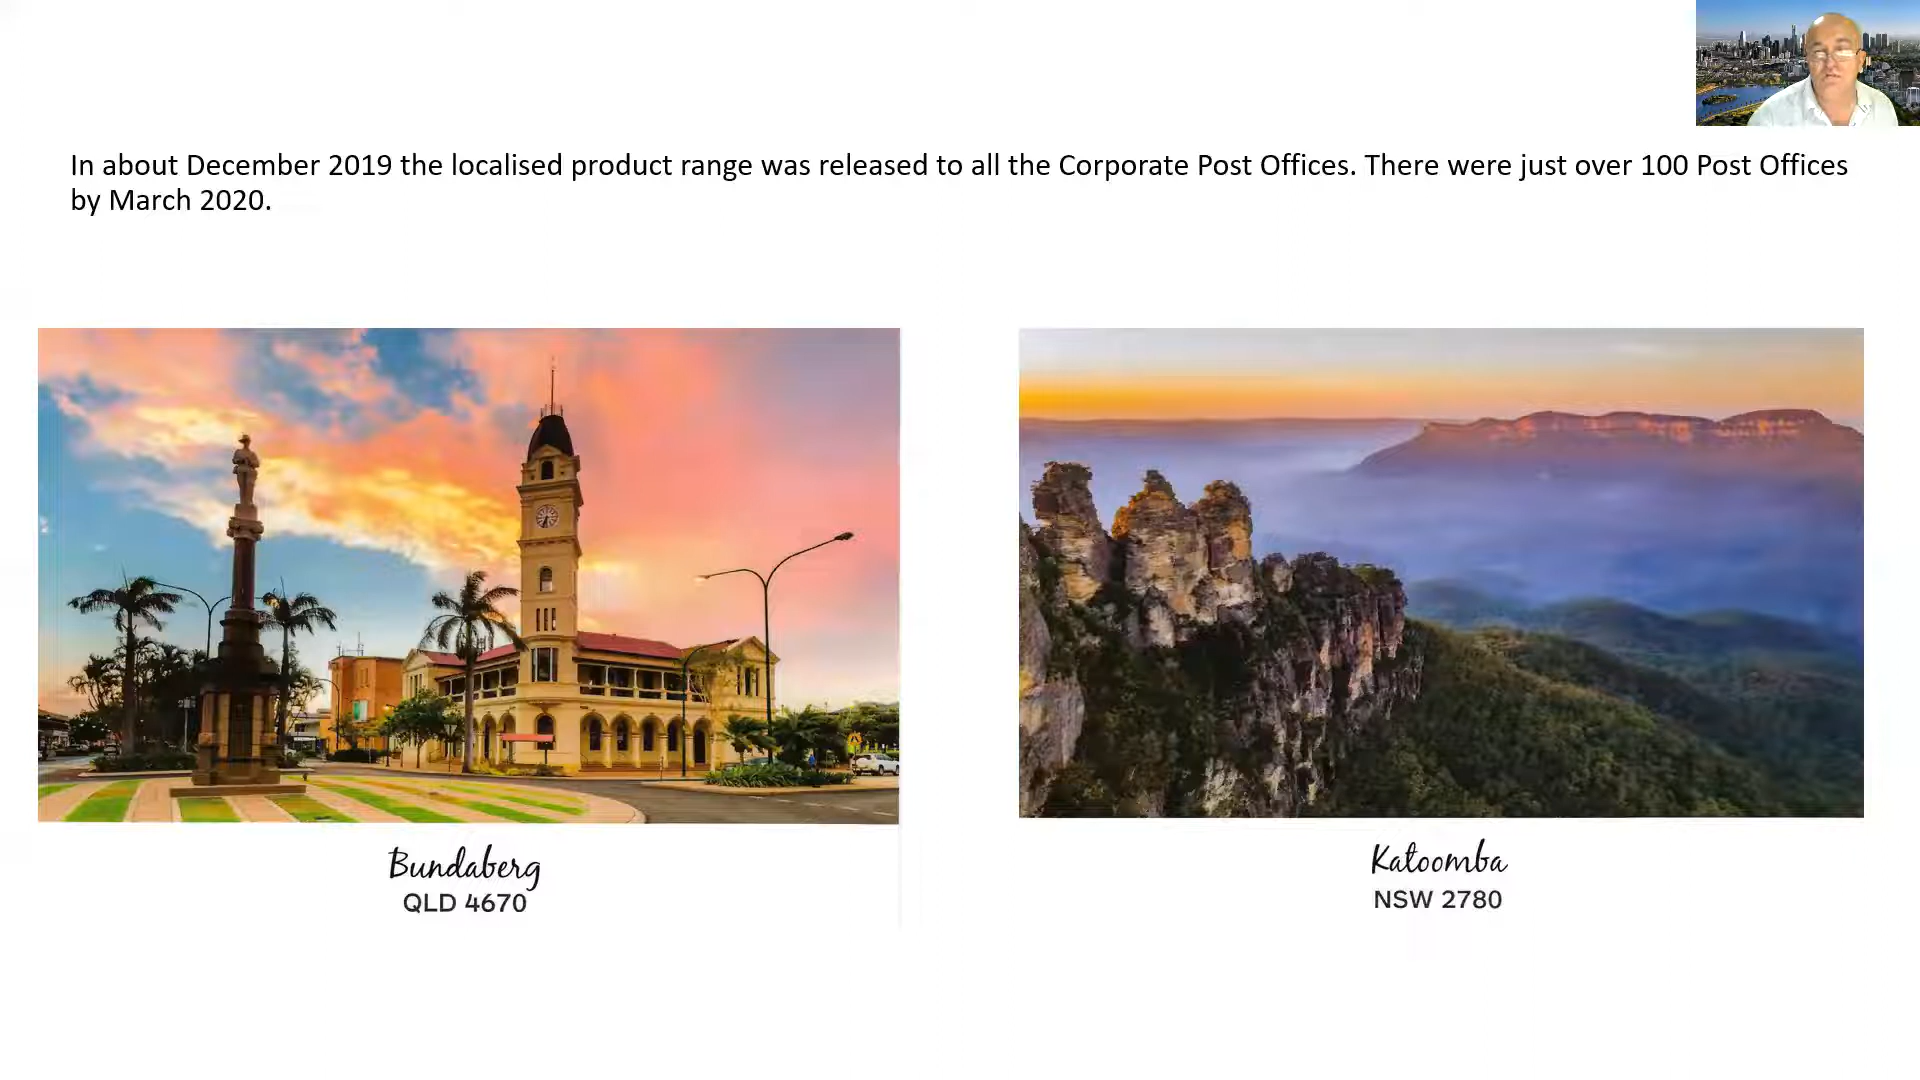 In about December 2019 the localised product range was released to all the Corporate Post Offices. There were just over 100 Post Offices
by March 2020.
Bundaberg
QLD 4670
Katoomba
NSW 2780